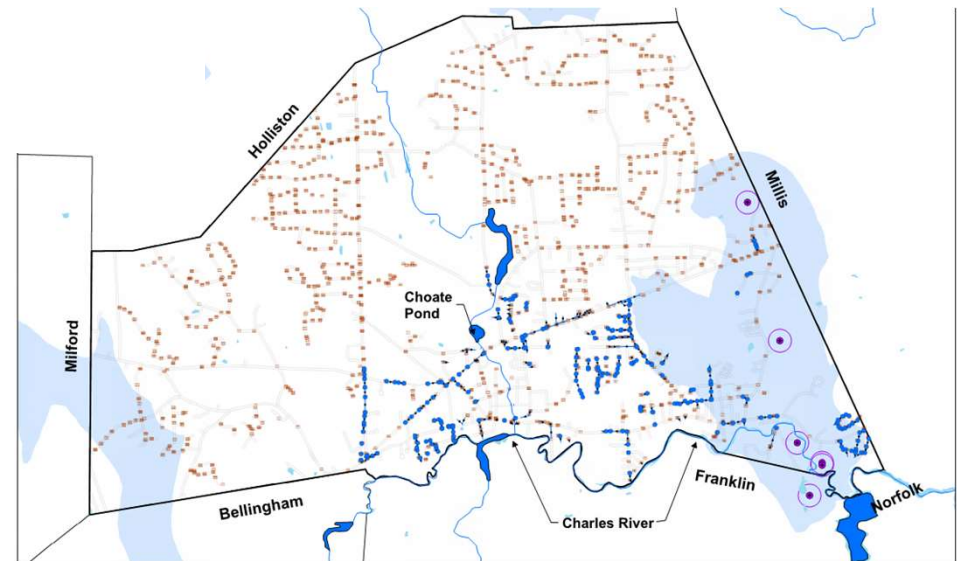 Holliston
Millis
Choate
Pond
Milford
Bellingham
Franklin
Norfolk
Charles River